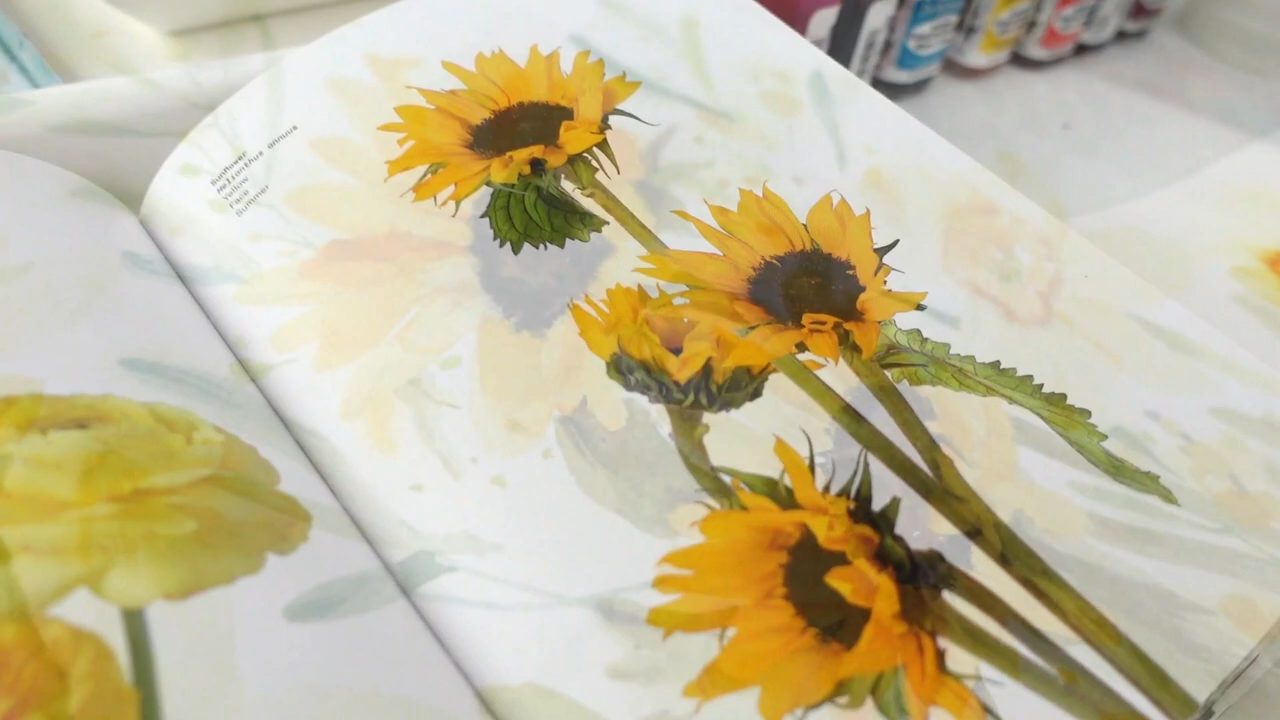 Sunflower
Helianthus annuus
Yellow
Face
Summer